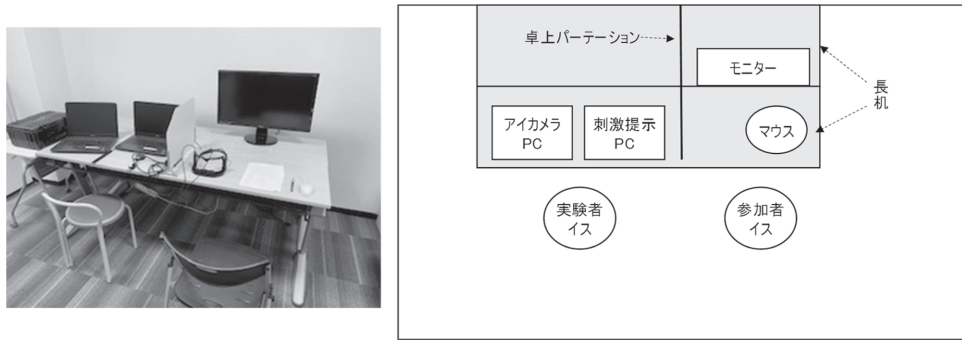 卓上パーテーション
モニター
長
机
アイカメラ
PC
刺激提示
PC
マウス
実験者
イス
参加者
イス